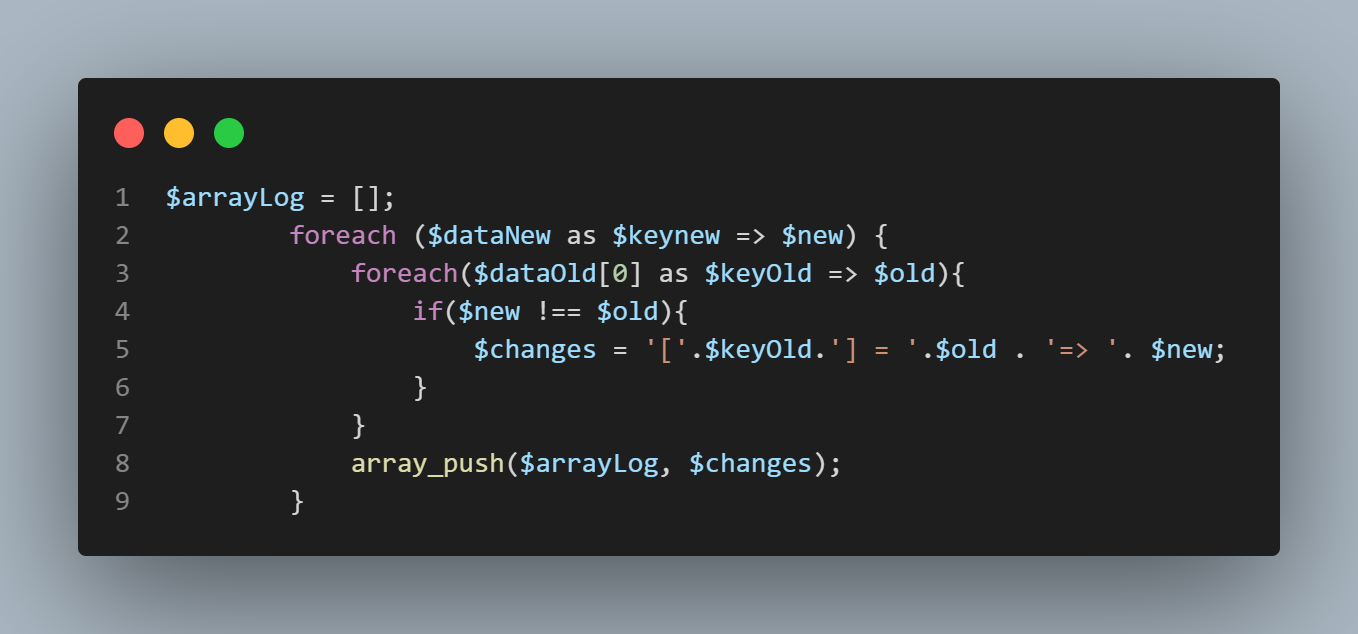 1 $arrayLog = [];
2         foreach ($dataNew as $keynew => $new) {
3             foreach($dataOld[0] as $keyOld => $old){
4                 if($new !== $old){
5                     $changes = '['.$keyOld.'] = '.$old . '=> '. $new;
6                 }
7             }
8             array_push($arrayLog, $changes);
9         }